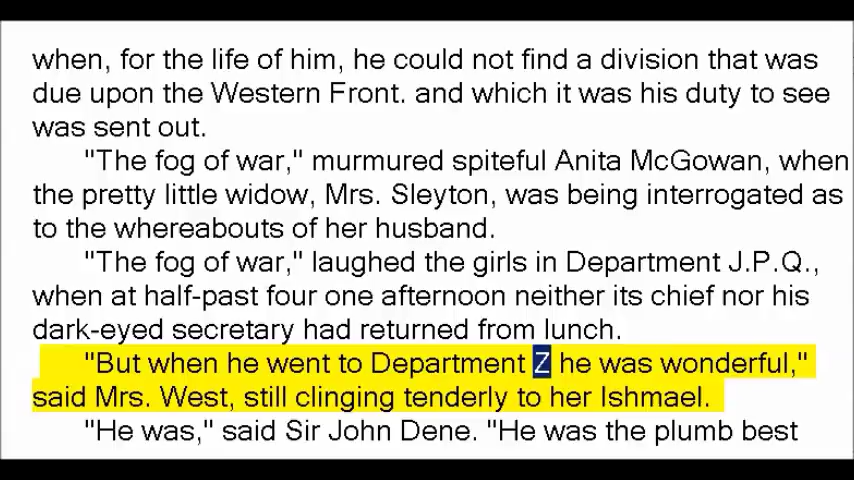 when, for the life of him, he could not find a division that was
due upon the Western Front. and which it was his duty to see
was sent out.
"The fog of war," murmured spiteful Anita McGowan, when
the pretty little widow, Mrs. Sleyton, was being interrogated as
to the whereabouts of her husband.
"The fog of war," laughed the girls in Department J.P.Q.,
when at half-past four one afternoon neither its chief nor his
dark-eyed secretary had returned from lunch.
"But when he went to Department Z he was wonderful,"
said Mrs. West, still clinging tenderly to her Ishmael.
"He was," said Sir John Dene. "He was the plumb best